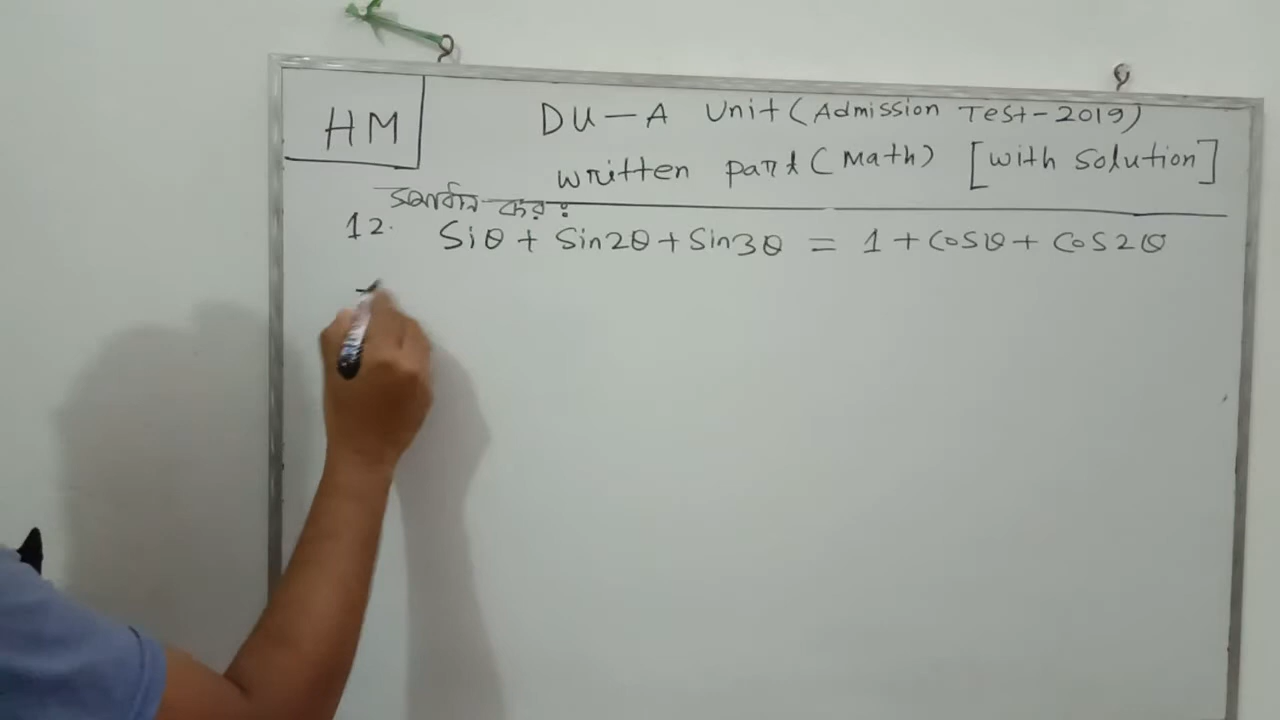 HM
DU-A Unit (Admission Test-2019)
written part (Math) [with solution]
সমাধান কর :
12. Siθ + Sin2θ + Sin3θ = 1 + Cosθ + Cos2θ